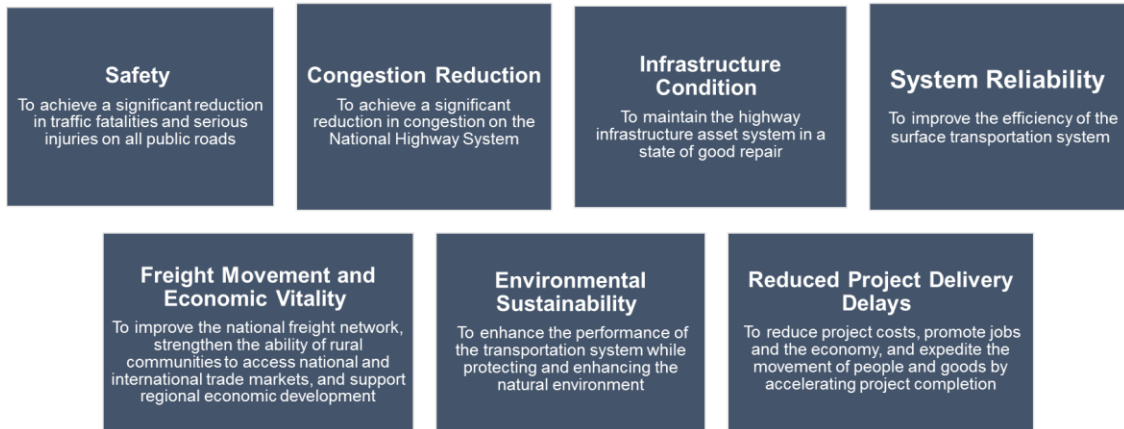 Safety
To achieve a significant reduction
in traffic fatalities and serious
injuries on all public roads
Congestion Reduction
To achieve a significant
reduction in congestion on the
National Highway System
Infrastructure
Condition
To maintain the highway
infrastructure asset system in a
state of good repair
System Reliability
To improve the efficiency of the
surface transportation system
Freight Movement and
Economic Vitality
To improve the national freight network,
strengthen the ability of rural
communities to access national and
international trade markets, and support
regional economic development
Environmental
Sustainability
To enhance the performance of
the transportation system while
protecting and enhancing the
natural environment
Reduced Project Delivery
Delays
To reduce project costs, promote jobs
and the economy, and expedite the
movement of people and goods by
accelerating project completion